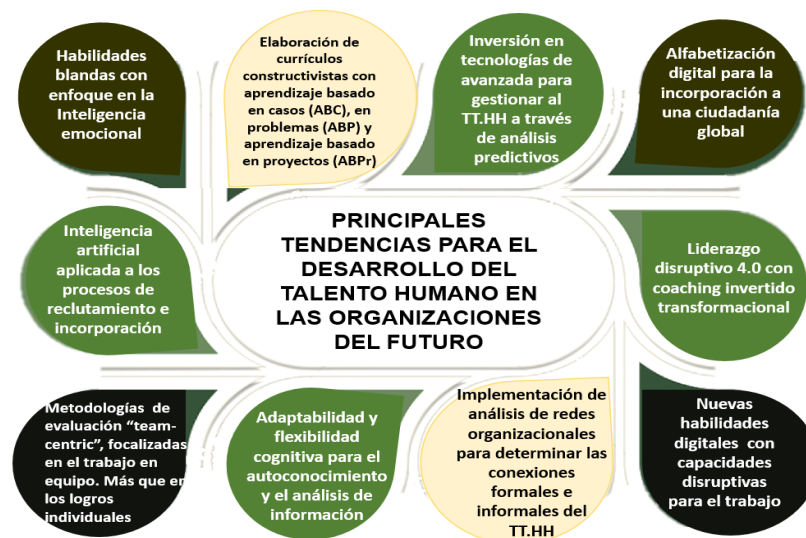 Habilidades
blandas con
enfoque en la
Inteligencia
emocional
Elaboración de
currículos
constructivistas con
aprendizaje basado
en casos (ABC), en
problemas (ABP) y
aprendizaje basado
en proyectos (ABPr)
Inversión en
tecnologías de
avanzada para
gestionar al
TT.HH a través
de análisis
predictivos
Alfabetización
digital para la
incorporación a
una ciudadanía
global
Inteligencia
artificial
aplicada a los
procesos de
reclutamiento e
incorporación
PRINCIPALES
TENDENCIAS PARA EL
DESARROLLO DEL
TALENTO HUMANO EN
LAS ORGANIZACIONES
DEL FUTURO
Liderazgo
disruptivo 4.0 con
coaching invertido
transformacional
Metodologías de
evaluación “team-
centric”, focalizadas
en el trabajo en
equipo. Más que en
los logros
individuales
Adaptabilidad y
flexibilidad
cognitiva para el
autoconocimiento
y el análisis de
información
Implementación de
análisis de redes
organizacionales
para determinar las
conexiones
formales e
informales del
TT.HH
Nuevas
habilidades
digitales con
capacidades
disruptivas
para el trabajo